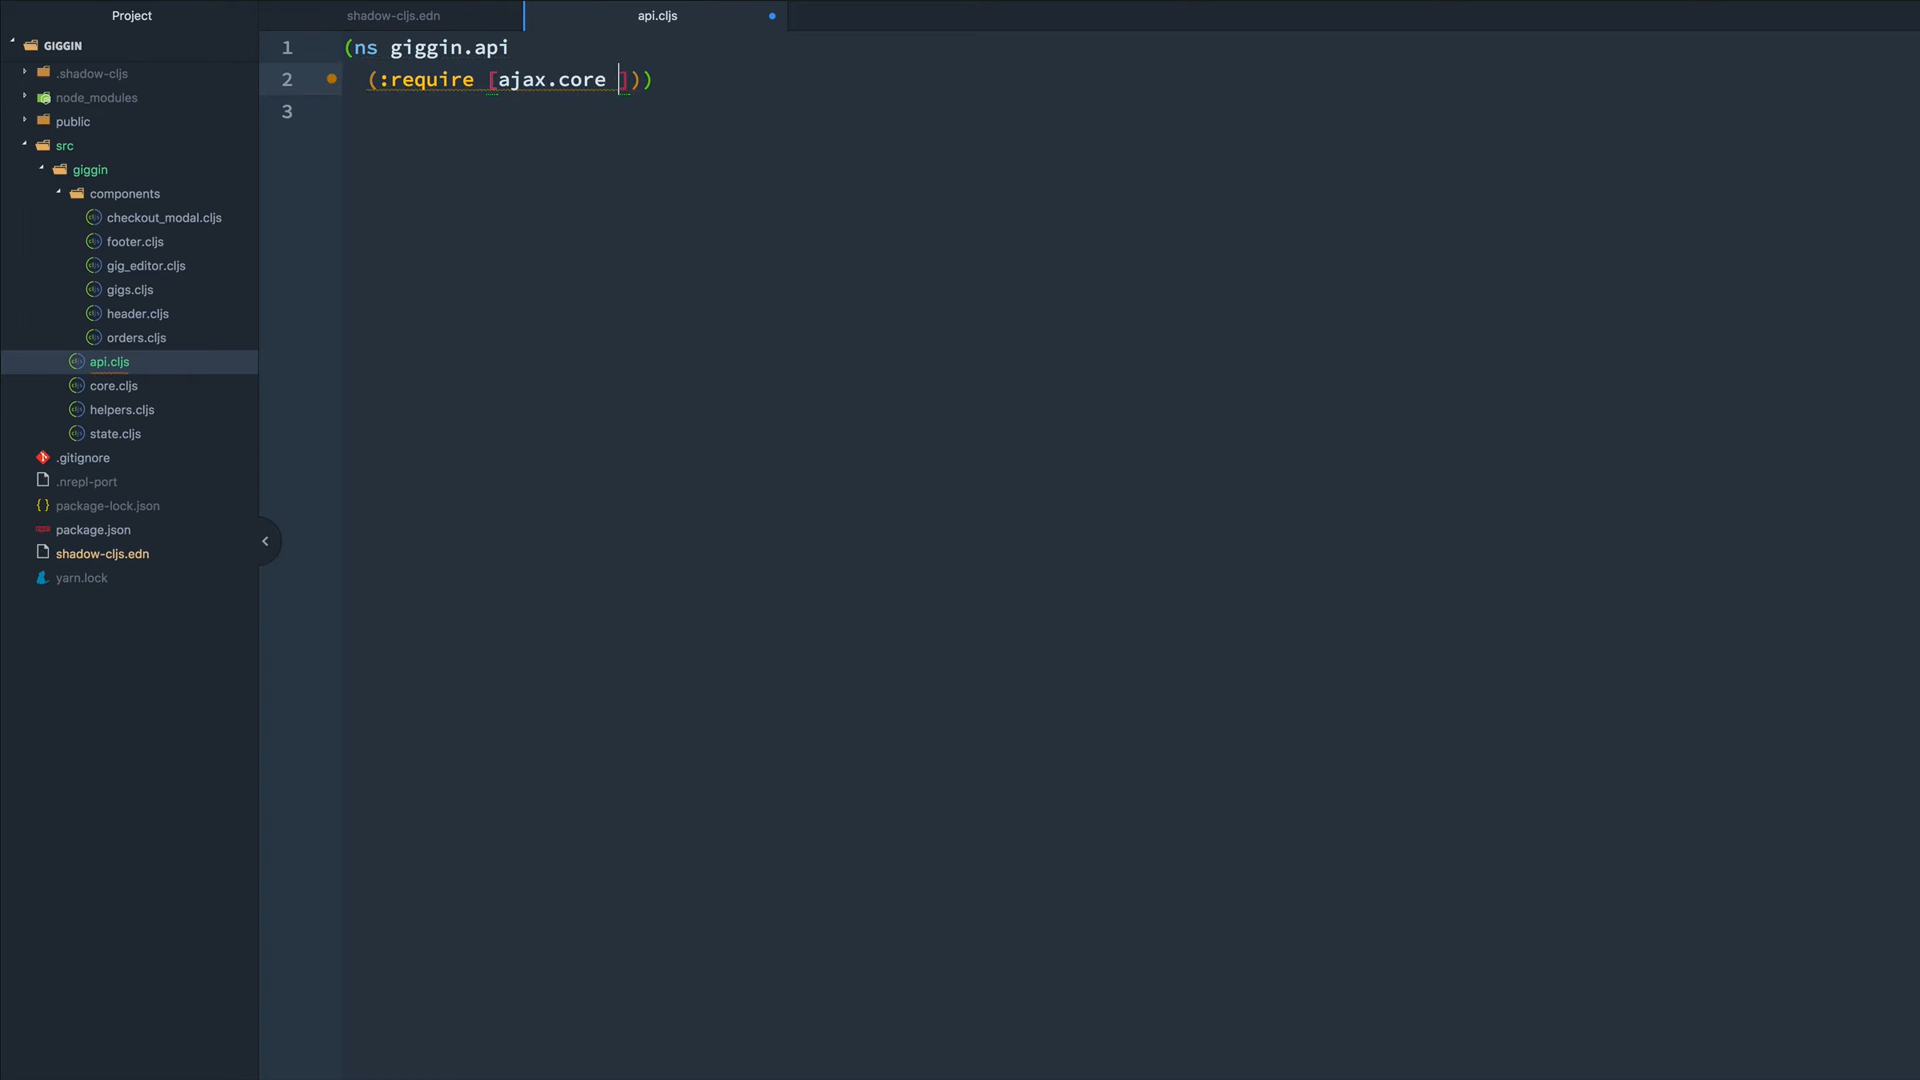 Project
shadow-cljs.edn
api.cljs
GIGGIN
.shadow-cljs
node_modules
public
src
giggin
components
checkout_modal.cljs
footer.cljs
gig_editor.cljs
gigs.cljs
header.cljs
orders.cljs
api.cljs
core.cljs
helpers.cljs
state.cljs
.gitignore
.nrepl-port
package-lock.json
package.json
shadow-cljs.edn
yarn.lock
1 (ns giggin.api
2 (:require [ajax.core ]))
3